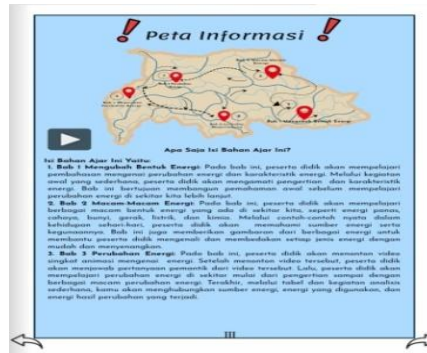 Peta Informasi
Apa Saja Isi Bahan Ajar Ini?
Isi Bahan Ajar Ini Yaitu:
1. Bab 1 Mengubah Bentuk Energi: Pada bab ini, peserta didik akan mempelajari
pembahasan mengenai perubahan energi dan karakteristik energi. Melalui kegiatan
awal yang sederhana, peserta didik akan mengamati pengertian dan karakteristik
energi. Bab ini bertujuan membangun pemahaman awal sebelum mempelajari
perubahan energi di sekitar kita lebih lanjut.
2. Bab 2 Macam-Macam Energi: Pada bab ini, peserta didik akan mempelajari
berbagai macam bentuk energi yang ada di sekitar kita, seperti energi panas,
cahaya, bunyi, gerak, listrik, dan kimia. Melalui contoh-contoh nyata dalam
kehidupan sehari-hari, peserta didik akan memahami sumber energi serta
kegunaannya. Bab ini juga memberikan gambaran dari berbagai energi untuk
membantu peserta didik mengenali dan membedakan setiap jenis energi dengan
mudah dan menyenangkan.
3. Bab 3 Perubahan Energi: Pada bab ini, peserta didik akan menonton video
singkat animasi mengenai energi. Setelah menonton video tersebut, peserta didik
akan menjawab pertanyaan pemantik dari video tersebut. Lalu, peserta didik akan
mempelajari perubahan energi di sekitar mulai dari pengertian sampai dengan
berbagai macam perubahan energi. Terakhir, melalui tabel dan kegiatan analisis
sederhana, kamu akan menghubungkan sumber energi, energi yang digunakan, dan
energi hasil perubahan yang terjadi.
III